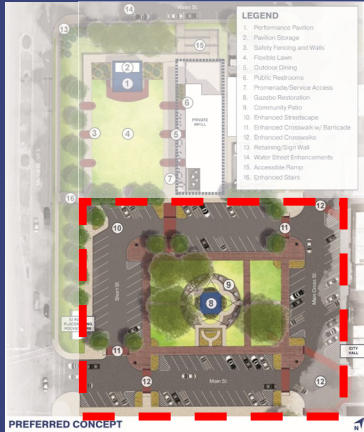 Water St.
14
13
LEGEND
1. Performance Pavilion
2. Pavilion Storage
3. Safety Fencing and Walls
4. Flexible Lawn
5. Outdoor Dining
6. Public Restrooms
7. Promenade/Service Access
8. Gazebo Restoration
9. Community Patio
10. Enhanced Streetscape
11. Enhanced Crosswalk w/ Barricade
12. Enhanced Crosswalks
13. Retaining/Sign Wall
14. Water Street Enhancements
15. Accessible Ramp
16. Enhanced Stairs
15
2
1
6
PRIVATE
INFILL
3
4
5
7
16
12
10
11
Short St.
9
8
Main Cross St.
CITY
HALL
11
12
Main St.
12
PREFERRED CONCEPT
N